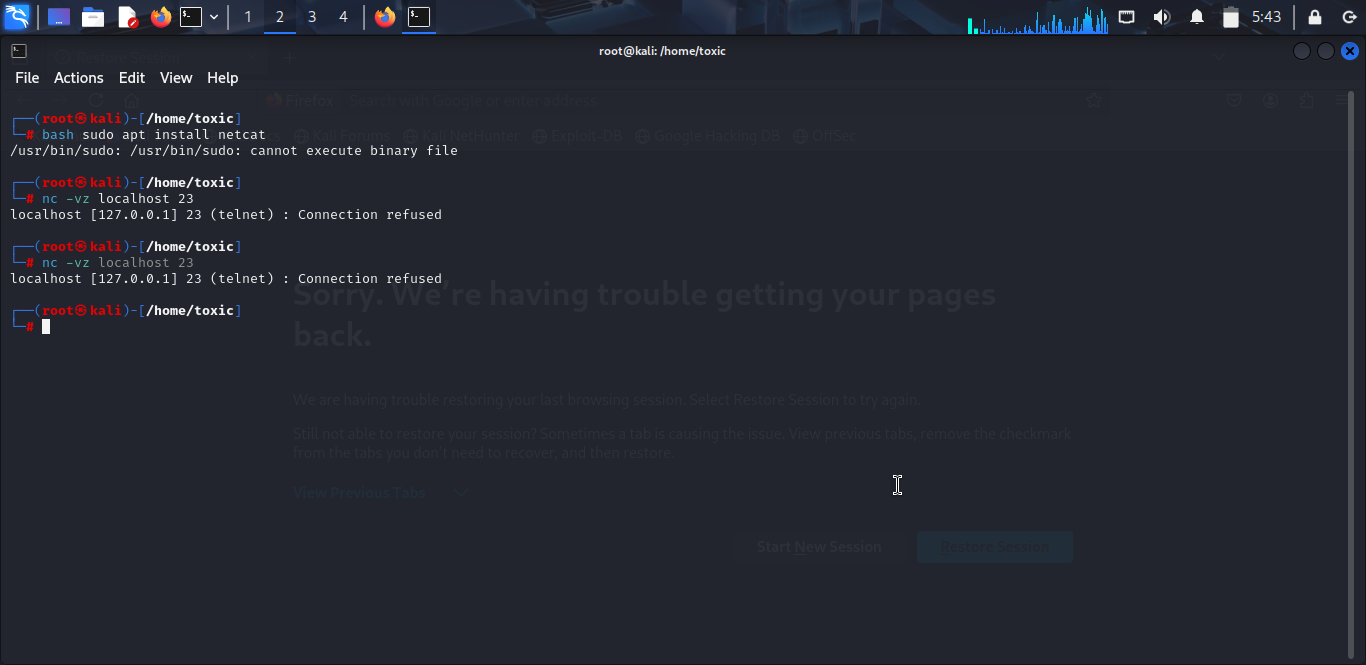 1 2 3 4 5:43
root@kali: /home/toxic
Restore Session
File Actions Edit View Help
Firefox Search with Google or enter address
┌──(root㉿kali)-[/home/toxic]
└─# bash sudo apt install netcat
Kali Forums Kali NetHunter Exploit-DB Google Hacking DB OffSec
/usr/bin/sudo: /usr/bin/sudo: cannot execute binary file
┌──(root㉿kali)-[/home/toxic]
└─# nc -vz localhost 23
localhost [127.0.0.1] 23 (telnet) : Connection refused
┌──(root㉿kali)-[/home/toxic]
└─# nc -vz localhost 23
localhost [127.0.0.1] 23 (telnet) : Connection refused
┌──(root㉿kali)-[/home/toxic]
└─#
Sorry. We're having trouble getting your pages
back.
We are having trouble restoring your last browsing session. Select Restore Session to try again.
Still not able to restore your session? Sometimes a tab is causing the issue. View previous tabs, remove the checkmark
from the tabs you don't need to recover, and then restore.
View Previous Tabs
Start New Session Restore Session